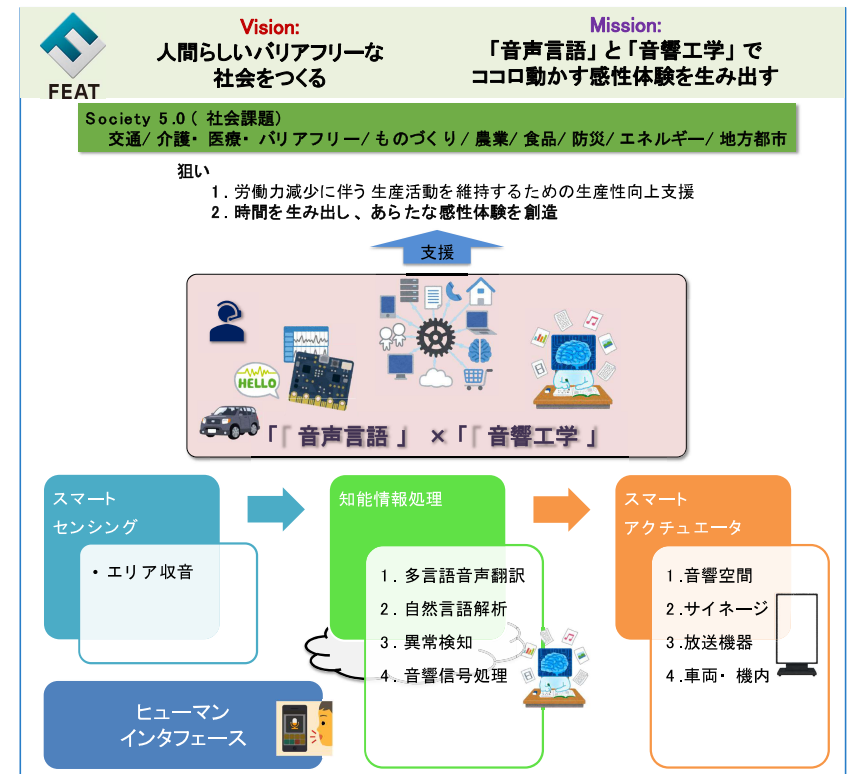 FEAT
Vision:
人間らしいバリアフリーな
社会をつくる
Mission:
「音声言語」と「音響工学」で
ココロ動かす感性体験を生み出す
Society 5.0 ( 社会課題)
交通/ 介護・ 医療・ バリアフリー/ ものづくり/ 農業/ 食品/ 防災/ エネルギー/ 地方都市
狙い
1. 労働力減少に伴う生産活動を維持するための生産性向上支援
2. 時間を生み出し、あらたな感性体験を創造
支援
HELLO
「音声言語」 ×「音響工学」
スマート
センシング
・エリア収音
知能情報処理
1. 多言語音声翻訳
2. 自然言語解析
3. 異常検知
4. 音響信号処理
スマート
アクチュエータ
1.音響空間
2.サイネージ
3.放送機器
4.車両・ 機内
ヒューマン
インタフェース